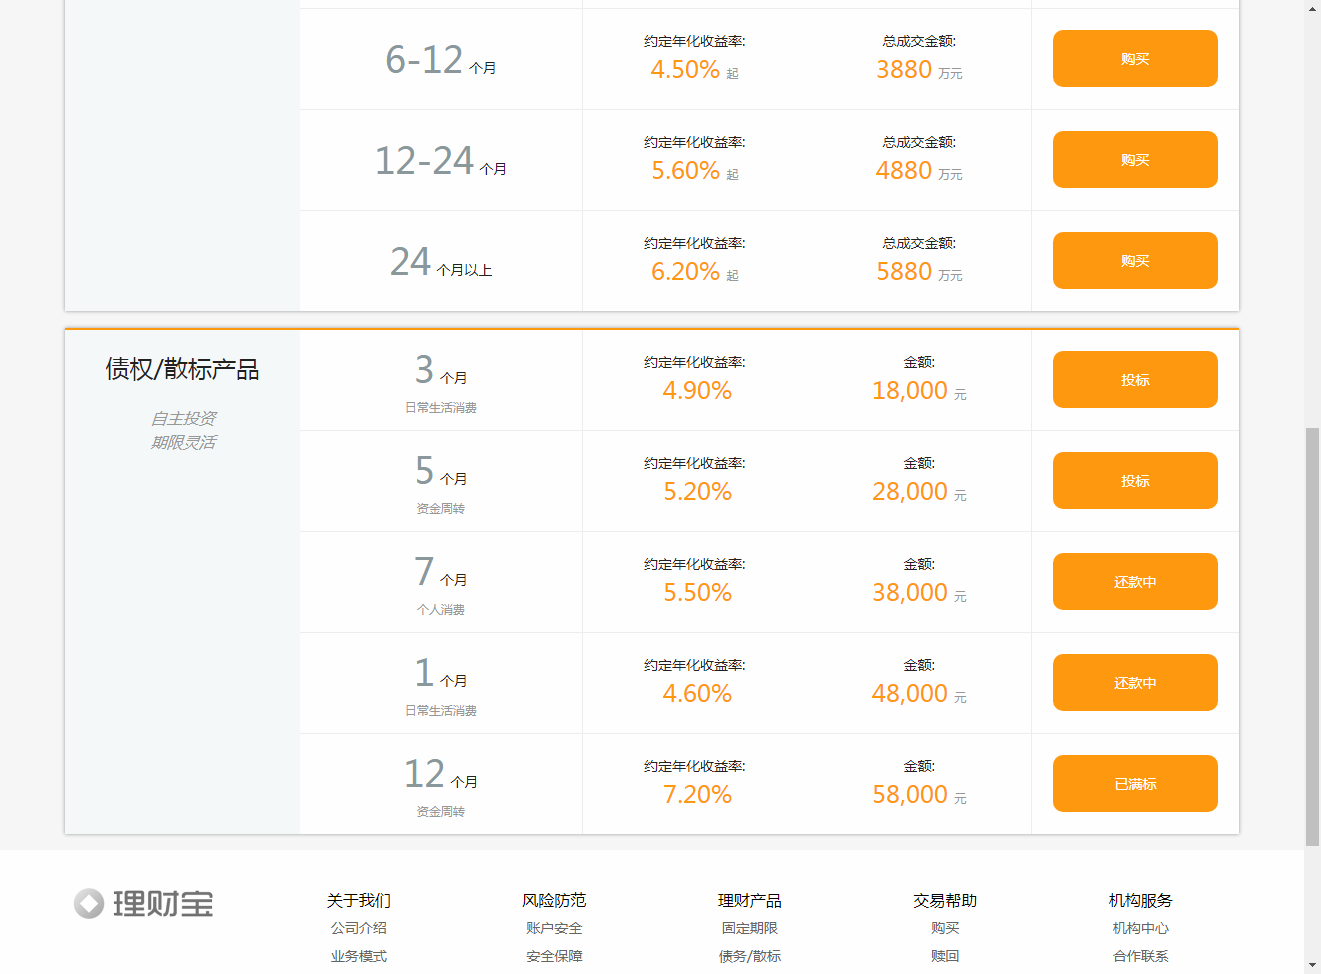 6-12 个月
约定年化收益率:
4.50% 起
总成交金额:
3880 万元
购买
12-24 个月
约定年化收益率:
5.60% 起
总成交金额:
4880 万元
购买
24 个月以上
约定年化收益率:
6.20% 起
总成交金额:
5880 万元
购买
债权/散标产品
自主投资
期限灵活
3 个月
日常生活消费
约定年化收益率:
4.90%
金额:
18,000 元
投标
5 个月
资金周转
约定年化收益率:
5.20%
金额:
28,000 元
投标
7 个月
个人消费
约定年化收益率:
5.50%
金额:
38,000 元
还款中
1 个月
日常生活消费
约定年化收益率:
4.60%
金额:
48,000 元
还款中
12 个月
资金周转
约定年化收益率:
7.20%
金额:
58,000 元
已满标
理财宝
关于我们
公司介绍
业务模式
风险防范
账户安全
安全保障
理财产品
固定期限
债务/散标
交易帮助
购买
赎回
机构服务
机构中心
合作联系